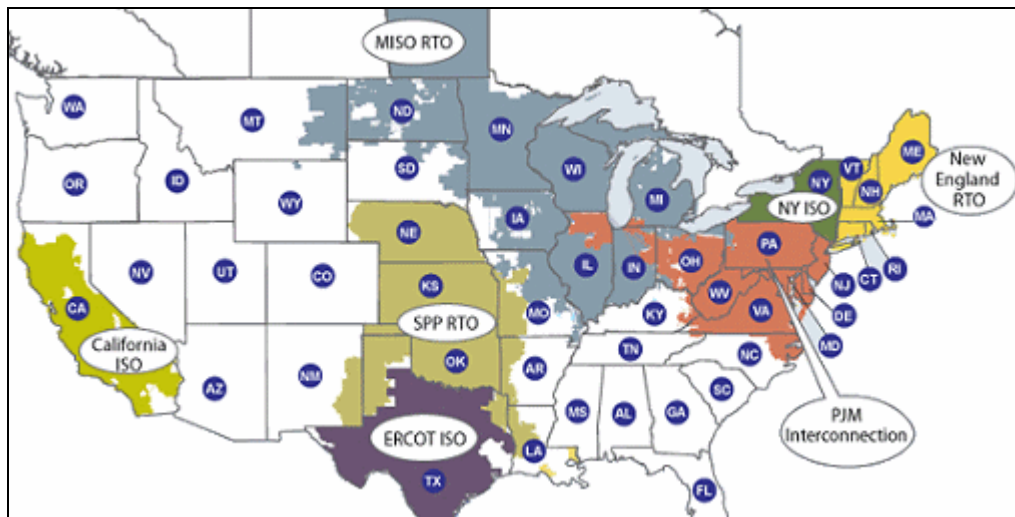 MISO RTO
WA
MT
ND
MN
ME
OR
ID
SD
WI
VT
NH
New
England
RTO
WY
MI
NY
NY ISO
MA
IA
NE
PA
NV
UT
CO
IL
IN
OH
RI
CT
NJ
CA
KS
WV
VA
DE
MO
KY
MD
California
ISO
SPP RTO
OK
TN
NC
AZ
NM
AR
SC
MS
AL
GA
PJM
Interconnection
ERCOT ISO
LA
TX
FL